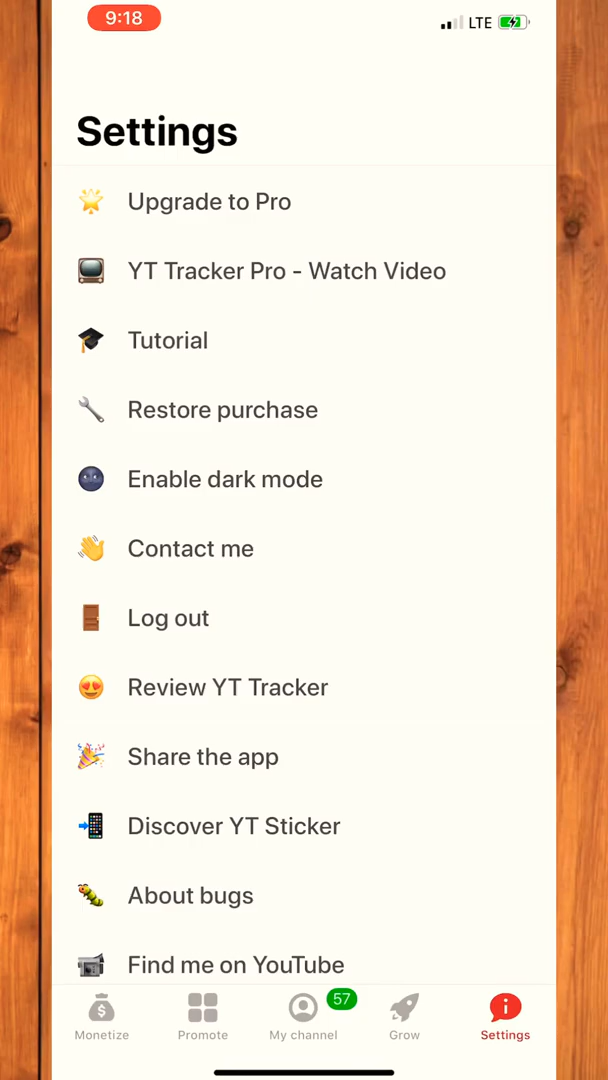 9:18
LTE
Settings
Upgrade to Pro
YT Tracker Pro - Watch Video
Tutorial
Restore purchase
Enable dark mode
Contact me
Log out
Review YT Tracker
Share the app
Discover YT Sticker
About bugs
Find me on YouTube
57
Monetize
Promote
My channel
Grow
Settings